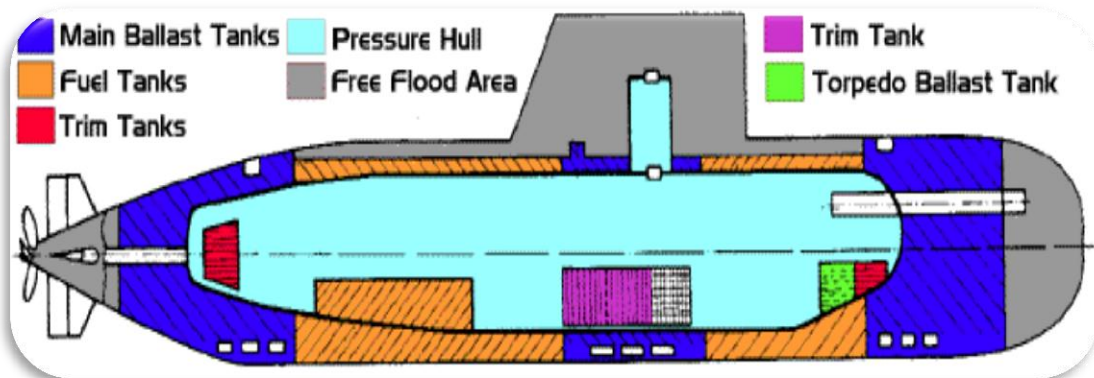 Main Ballast Tanks
Pressure Hull
Trim Tank
Fuel Tanks
Free Flood Area
Torpedo Ballast Tank
Trim Tanks